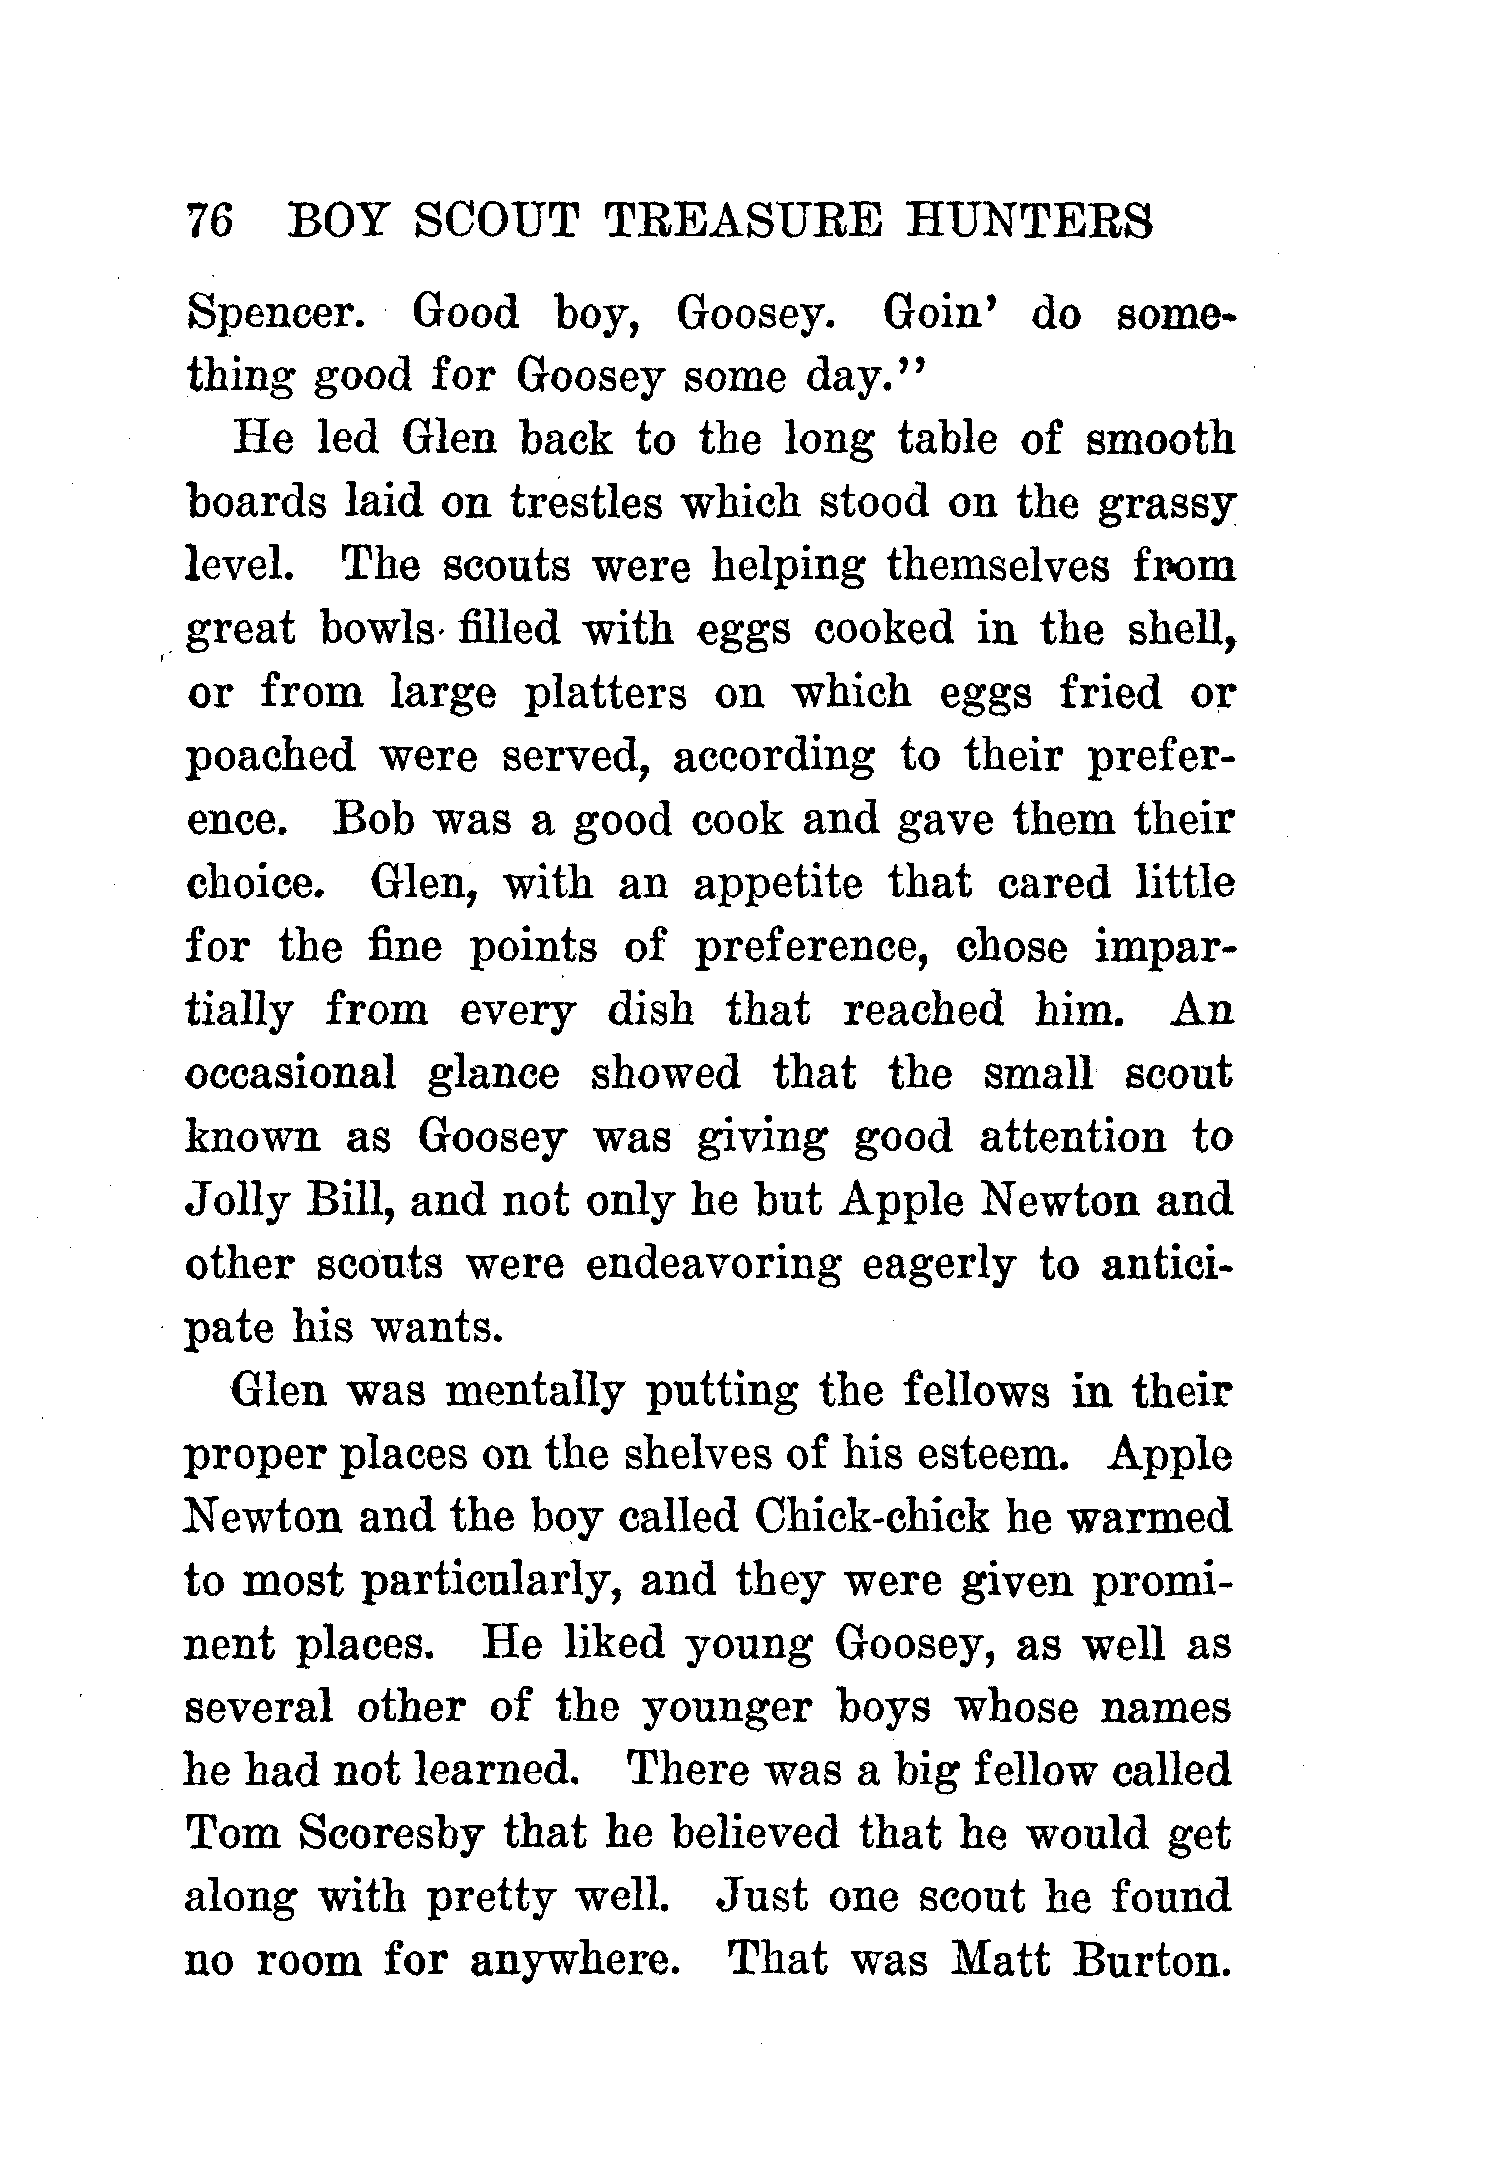 76 BOY SCOUT TREASURE HUNTERS
Spencer. Good boy, Goosey. Goin' do some-
thing good for Goosey some day."
He led Glen back to the long table of smooth
boards laid on trestles which stood on the grassy
level. The scouts were helping themselves from
great bowls filled with eggs cooked in the shell,
or from large platters on which eggs fried or
poached were served, according to their prefer-
ence. Bob was a good cook and gave them their
choice. Glen, with an appetite that cared little
for the fine points of preference, chose impar-
tially from every dish that reached him. An
occasional glance showed that the small scout
known as Goosey was giving good attention to
Jolly Bill, and not only he but Apple Newton and
other scouts were endeavoring eagerly to antici-
pate his wants.
Glen was mentally putting the fellows in their
proper places on the shelves of his esteem. Apple
Newton and the boy called Chick-chick he warmed
to most particularly, and they were given promi-
nent places. He liked young Goosey, as well as
several other of the younger boys whose names
he had not learned. There was a big fellow called
Tom Scoresby that he believed that he would get
along with pretty well. Just one scout he found
no room for anywhere. That was Matt Burton.